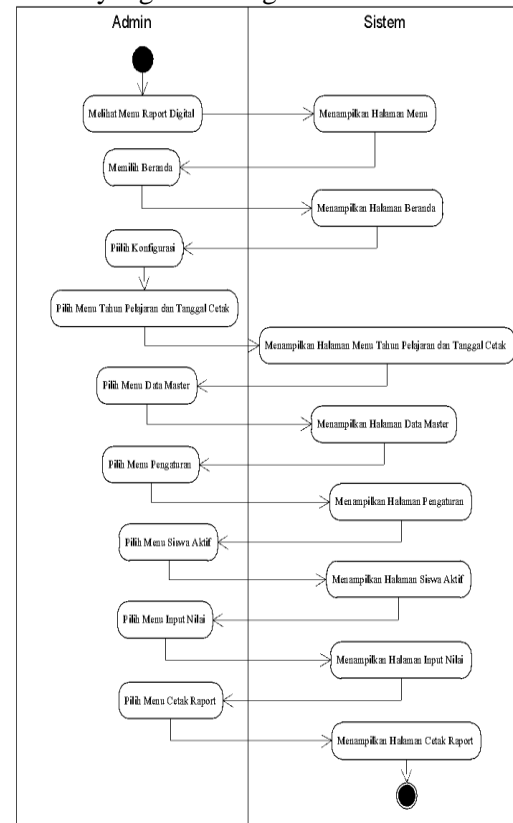 Admin
Sistem
Melihat Menu Raport Digital
Menampilkan Halaman Menu
Memilih Beranda
Menampilkan Halaman Beranda
Piilih Konfigurasi
Pilih Menu Tahun Pelajaran dan Tanggal Cetak
Menampilkan Halaman Menu Tahun Pelajaran dan Tanggal Cetak
Pilih Menu Data Master
Menampilkan Halaman Data Master
Pilih Menu Pengaturan
Menampilkan Halaman Pengaturan
Pilih Menu Siswa Aktif
Menampilkan Halaman Siswa Aktif
Pilih Menu Input Nilai
Menampilkan Halaman Input Nilai
Pilih Menu Cetak Raport
Menampilkan Halaman Cetak Raport